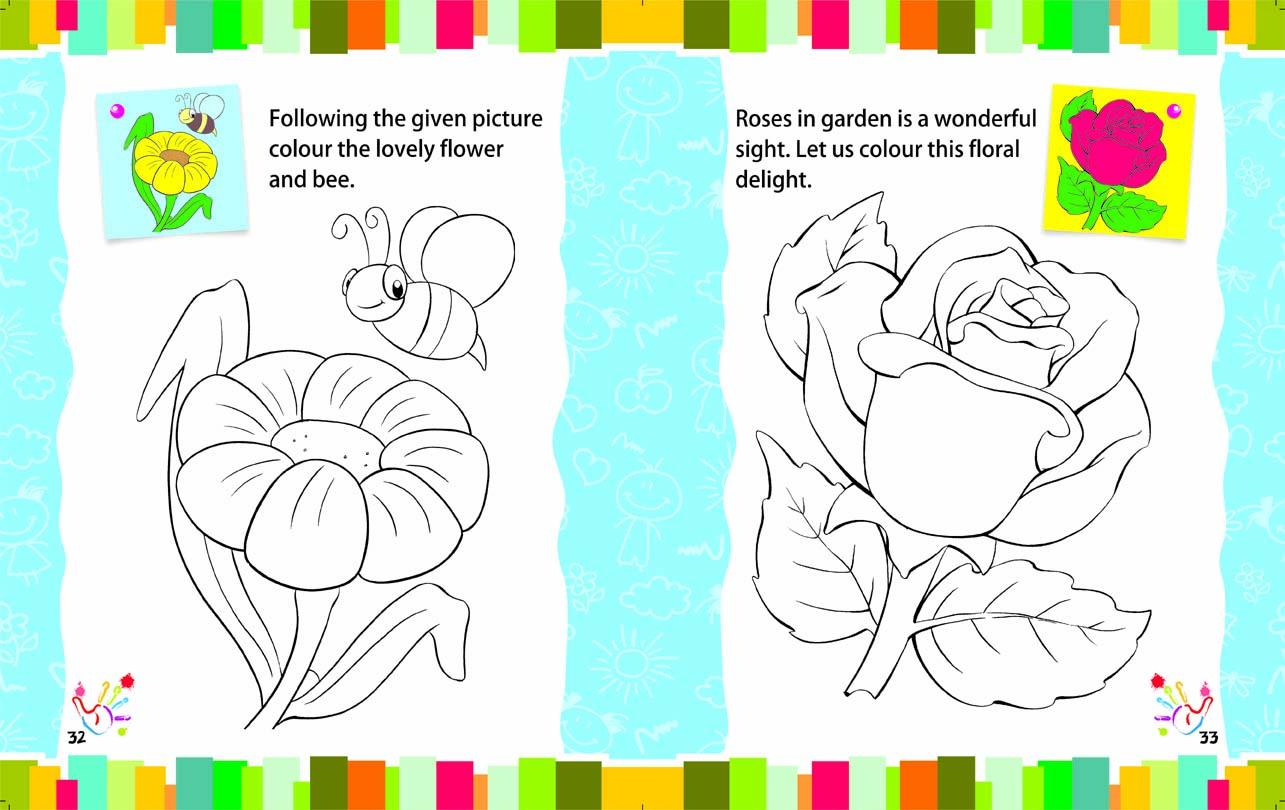 Following the given picture
colour the lovely flower
and bee.
32
Roses in garden is a wonderful
sight. Let us colour this floral
delight.
33